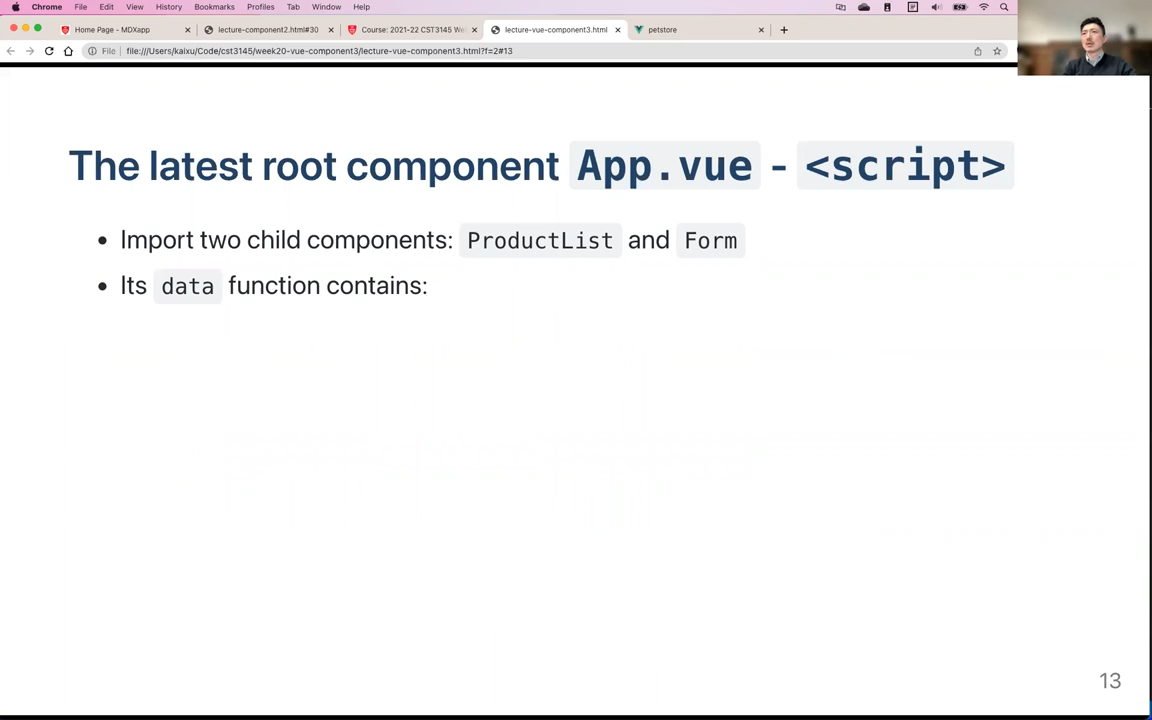 Chrome File Edit View History Bookmarks Profiles Tab Window Help
Home Page - MDXapp
lecture-component2.html#30
Course: 2021-22 CST3145 We
lecture-vue-component3.html
petstore
File file:///Users/kaixu/Code/cst3145/week20-vue-component3/lecture-vue-component3.html?f=2#13
The latest root component App.vue - <script>
• Import two child components: ProductList and Form
• Its data function contains:
13